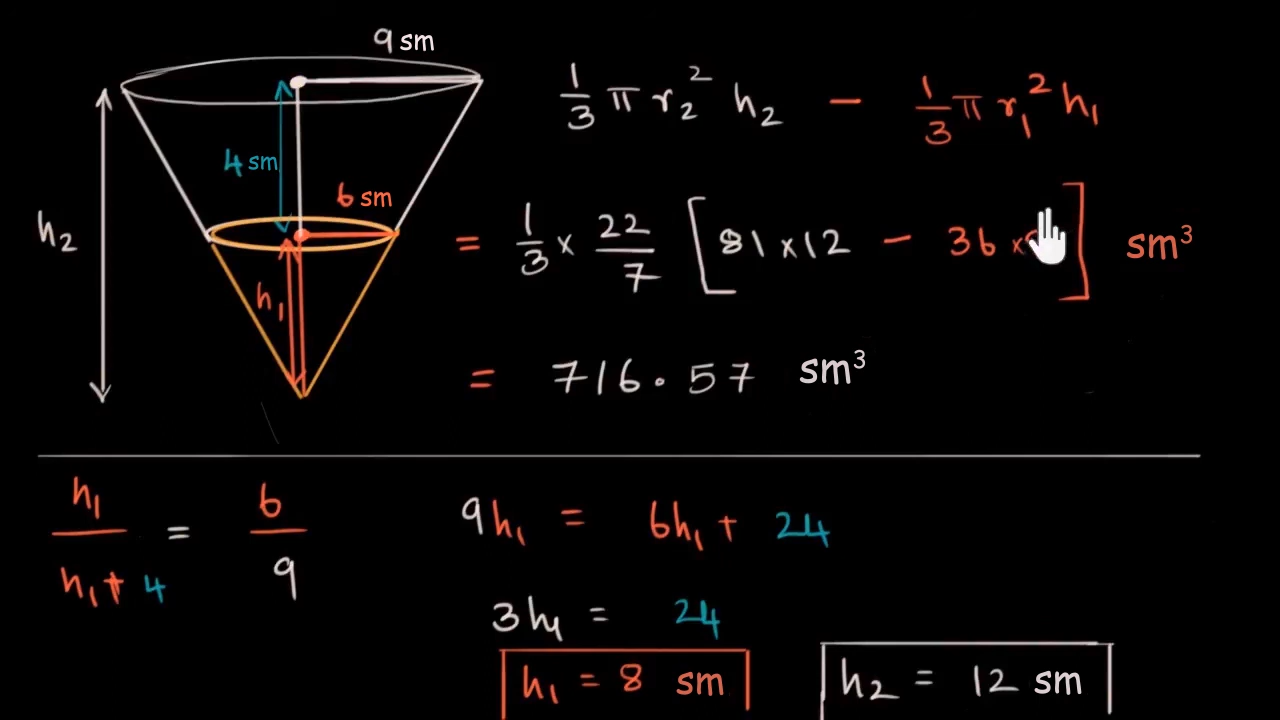 9 sm
4 sm
6 sm
h₂
h₁
1/3 π r₂² h₂ − 1/3 π r₁² h₁
= 1/3 × 22/7 [81 × 12 − 36 × ] sm³
= 716.57 sm³
h₁/h₁ + 4 = 6/9
9h₁ = 6h₁ + 24
3h₁ = 24
h₁ = 8 sm
h₂ = 12 sm